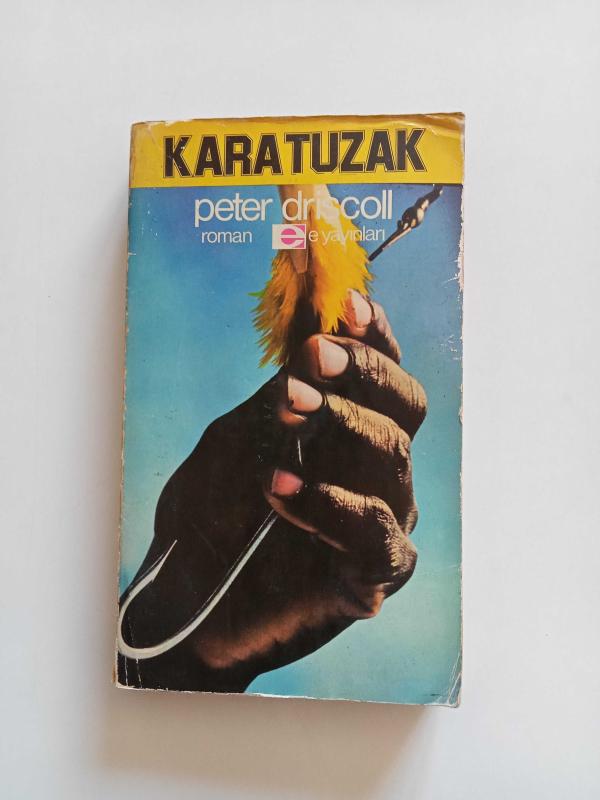 KARA TUZAK
peter driscoll
roman e e yayınları